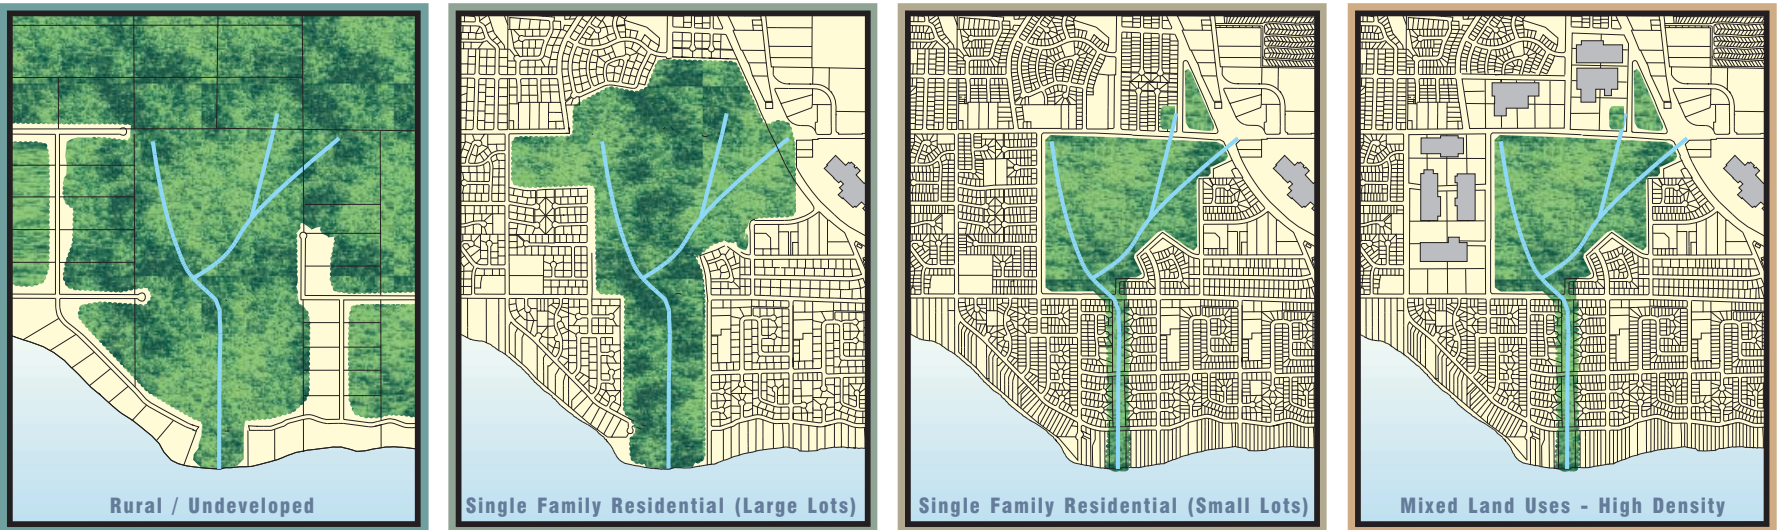 Rural / Undeveloped
Single Family Residential (Large Lots)
Single Family Residential (Small Lots)
Mixed Land Uses - High Density